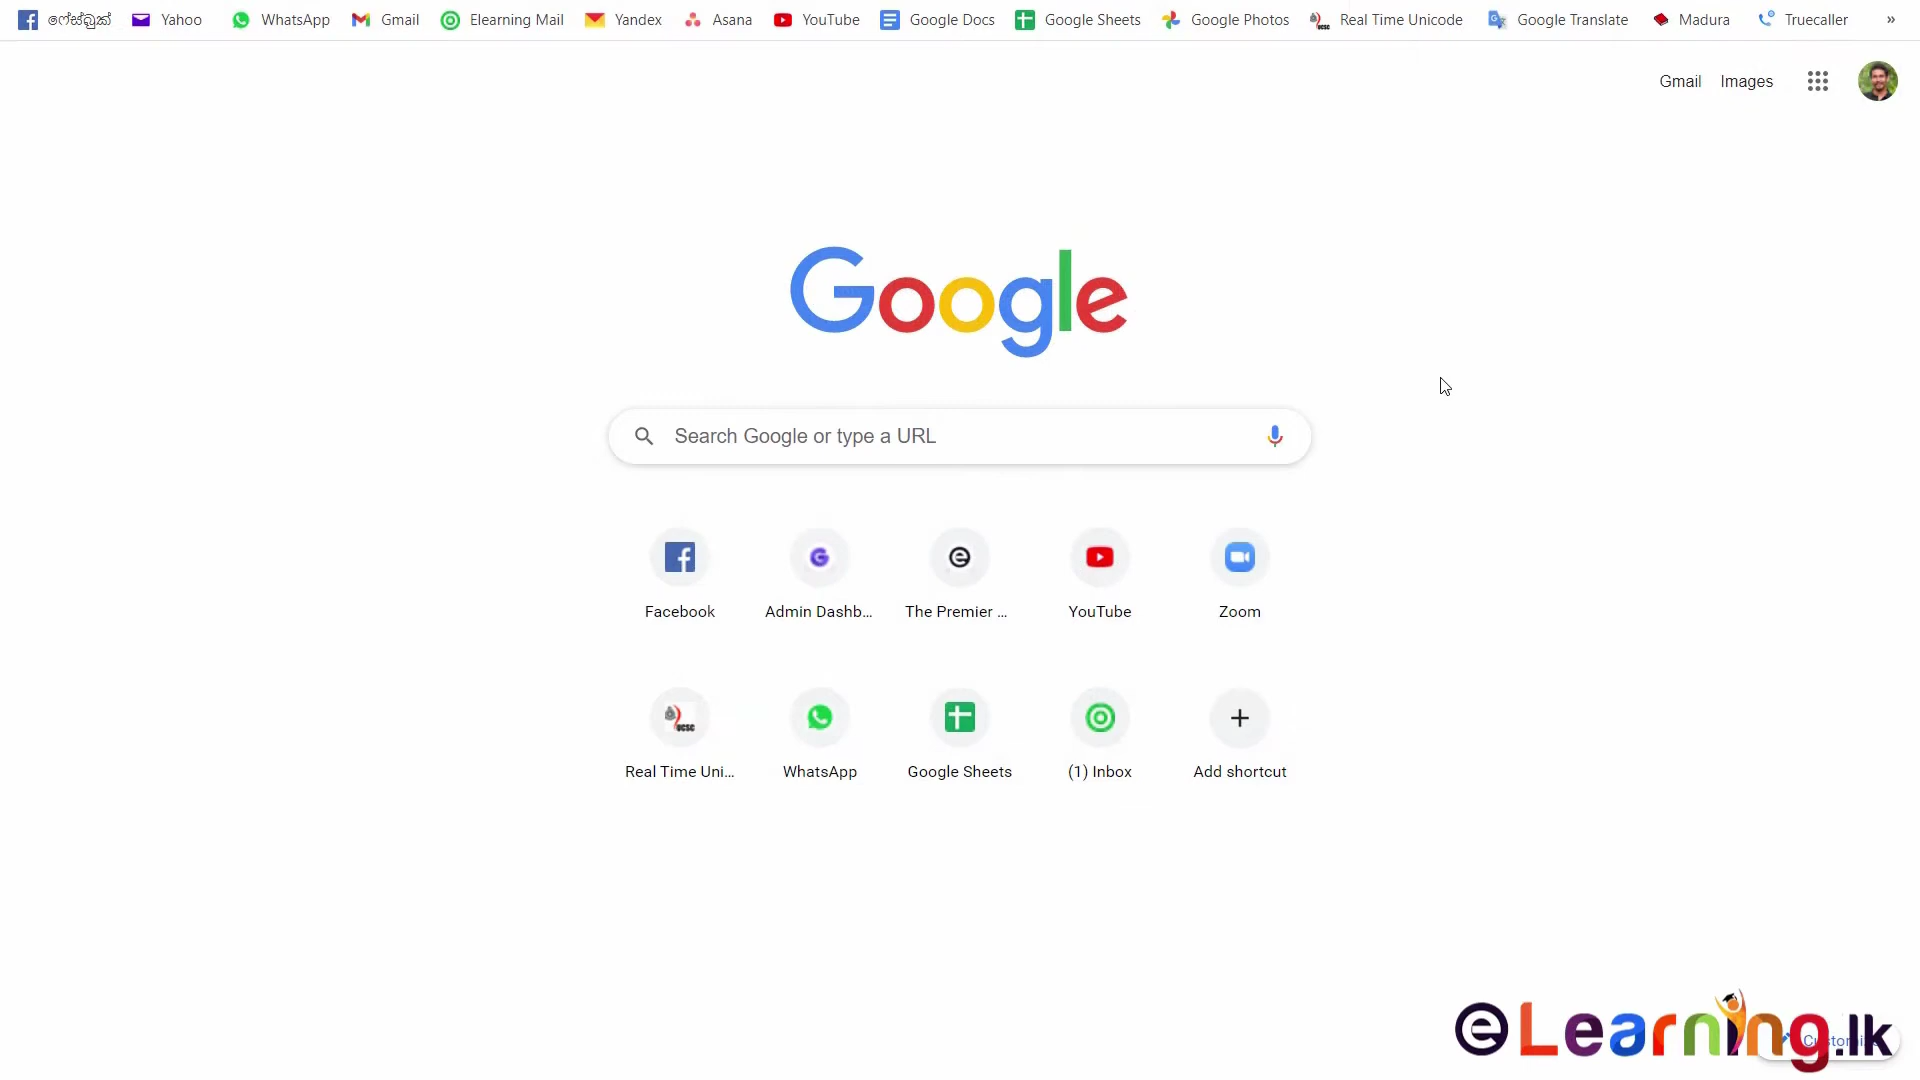 ෆේස්බුක් Yahoo WhatsApp Gmail Elearning Mail Yandex Asana YouTube Google Docs Google Sheets Google Photos Real Time Unicode Google Translate Madura Truecaller »
Gmail Images
Google
Search Google or type a URL
Facebook Admin Dashb... The Premier ... YouTube Zoom
Real Time Uni... WhatsApp Google Sheets (1) Inbox Add shortcut
eLearning.lk